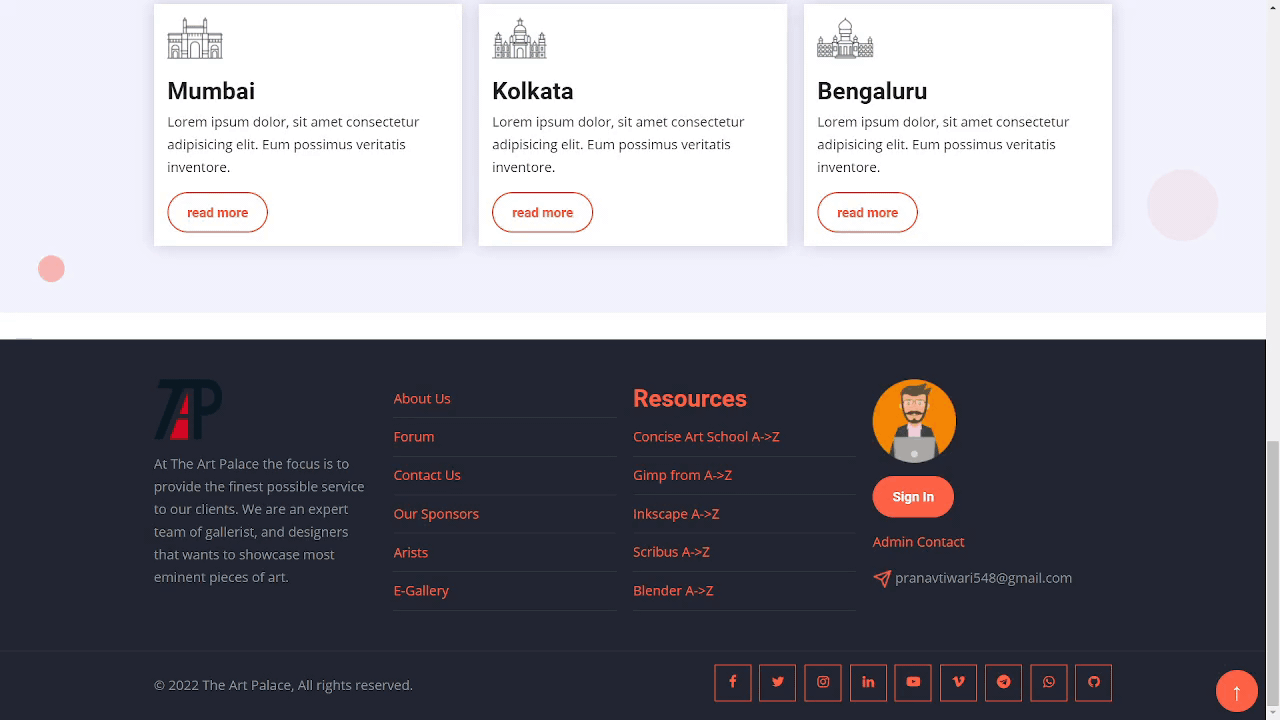 Mumbai
Lorem ipsum dolor, sit amet consectetur
adipisicing elit. Eum possimus veritatis
inventore.
read more
Kolkata
Lorem ipsum dolor, sit amet consectetur
adipisicing elit. Eum possimus veritatis
inventore.
read more
Bengaluru
Lorem ipsum dolor, sit amet consectetur
adipisicing elit. Eum possimus veritatis
inventore.
read more
TAP
At The Art Palace the focus is to
provide the finest possible service
to our clients. We are an expert
team of gallerist, and designers
that wants to showcase most
eminent pieces of art.
About Us
Forum
Contact Us
Our Sponsors
Arists
E-Gallery
Resources
Concise Art School A->Z
Gimp from A->Z
Inkscape A->Z
Scribus A->Z
Blender A->Z
Sign In
Admin Contact
pranavtiwari548@gmail.com
© 2022 The Art Palace, All rights reserved.